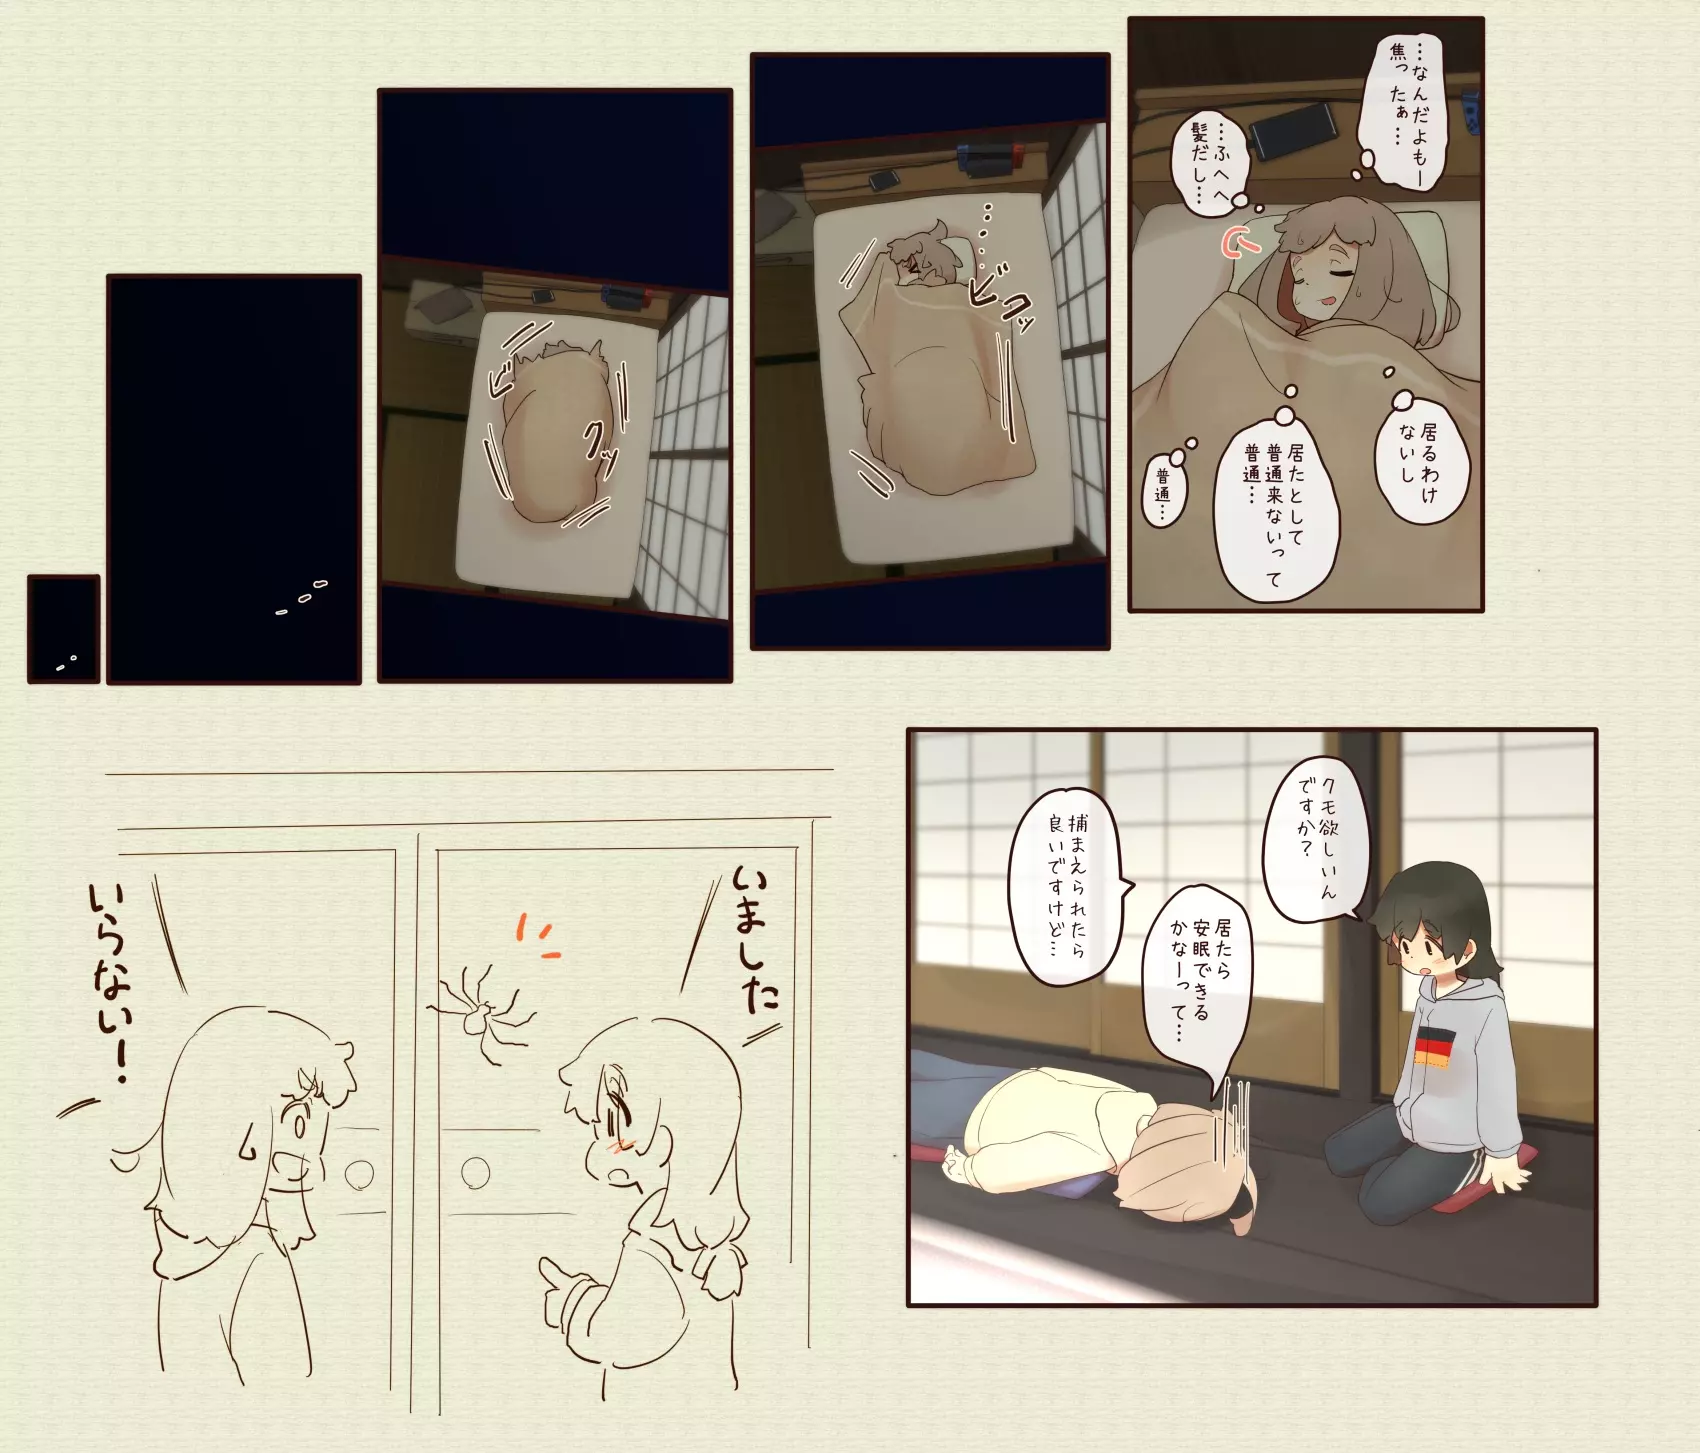 …なんだよもー
焦ったぁ…
…ふへへ
髪だし…
居るわけ
ないし
居たとして
普通来ないって
普通…
普通…
ビクッ
ビクッ
クモ欲しいん
ですか？
居たら
安眠できる
かなーって…
捕まえられたら
良いですけど…
いました
いらない！